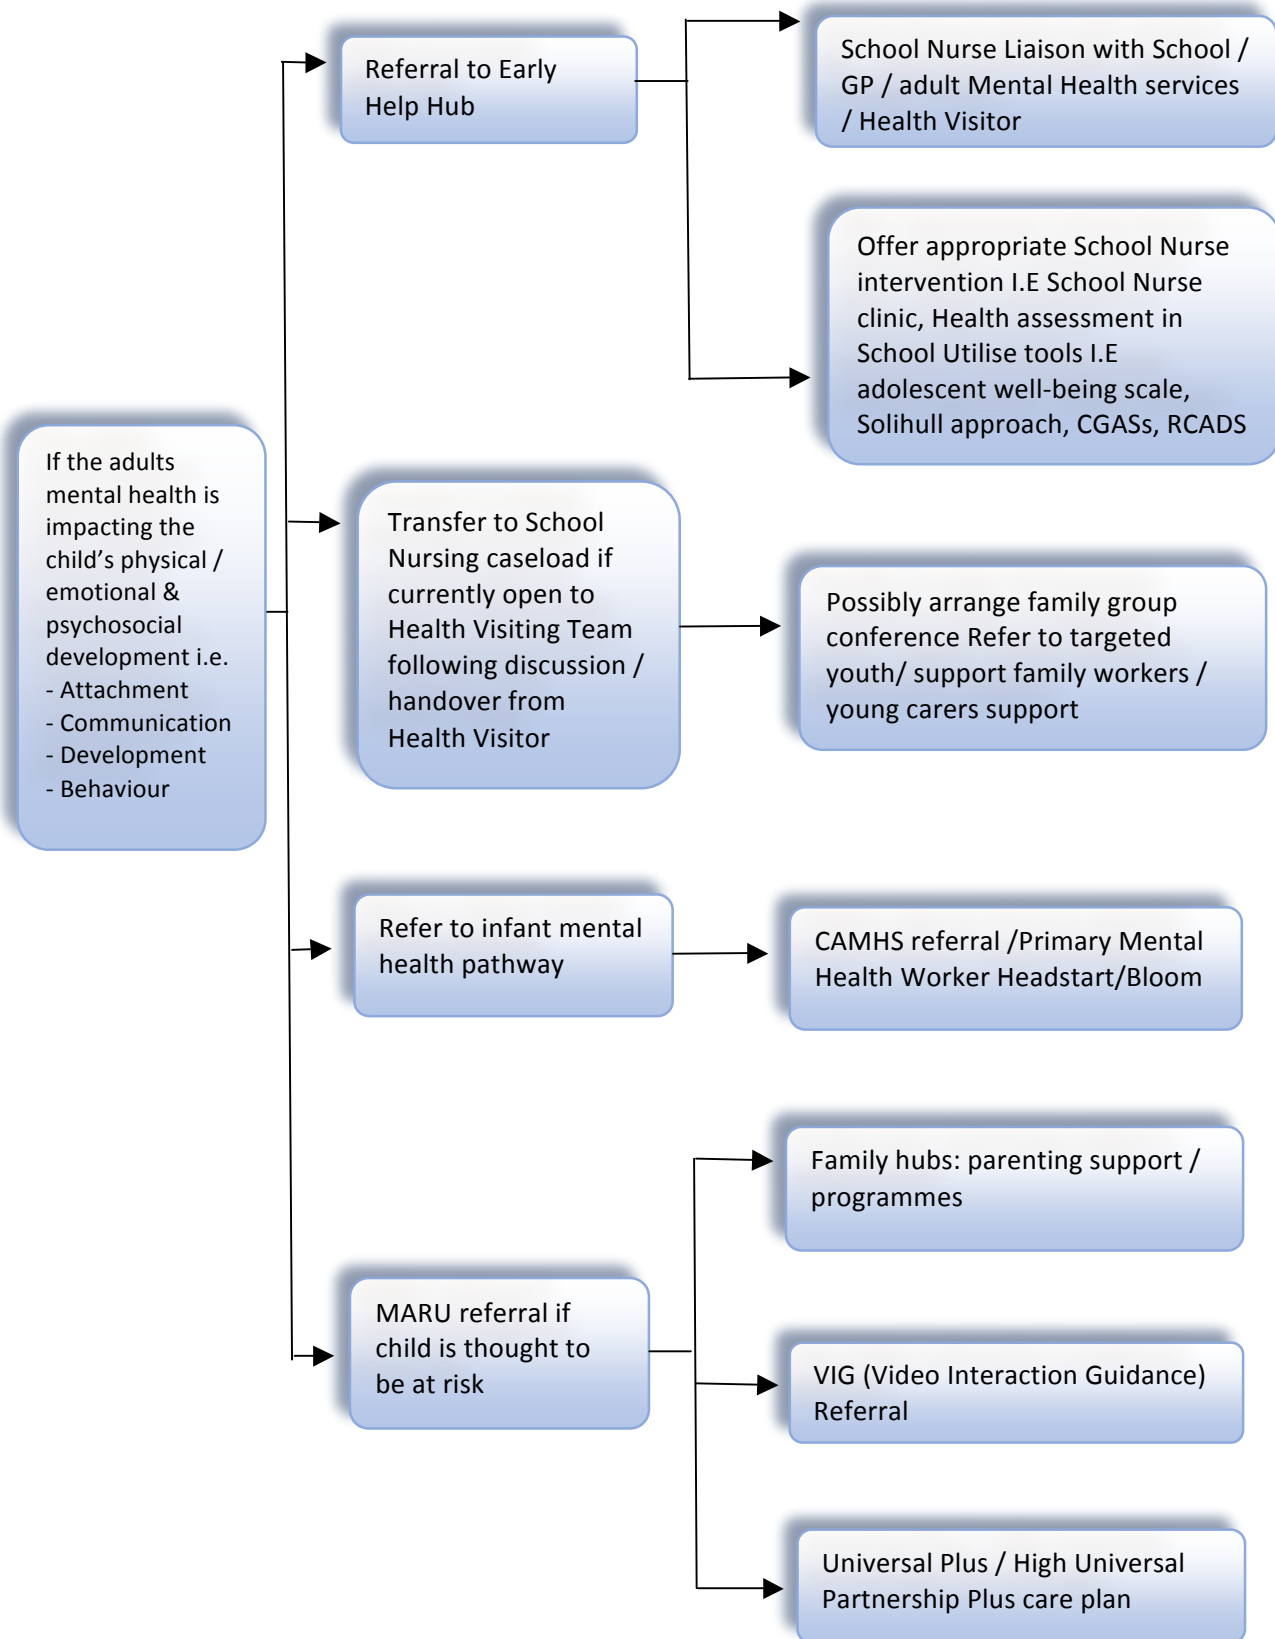 Referral to Early
Help Hub
School Nurse Liaison with School /
GP / adult Mental Health services
/ Health Visitor
Offer appropriate School Nurse
intervention I.E School Nurse
clinic, Health assessment in
School Utilise tools I.E
adolescent well-being scale,
Solihull approach, CGASs, RCADS
If the adults
mental health is
impacting the
child’s physical /
emotional &
psychosocial
development i.e.
- Attachment
- Communication
- Development
- Behaviour
Transfer to School
Nursing caseload if
currently open to
Health Visiting Team
following discussion /
handover from
Health Visitor
Possibly arrange family group
conference Refer to targeted
youth/ support family workers /
young carers support
Refer to infant mental
health pathway
CAMHS referral /Primary Mental
Health Worker Headstart/Bloom
Family hubs: parenting support /
programmes
MARU referral if
child is thought to
be at risk
VIG (Video Interaction Guidance)
Referral
Universal Plus / High Universal
Partnership Plus care plan